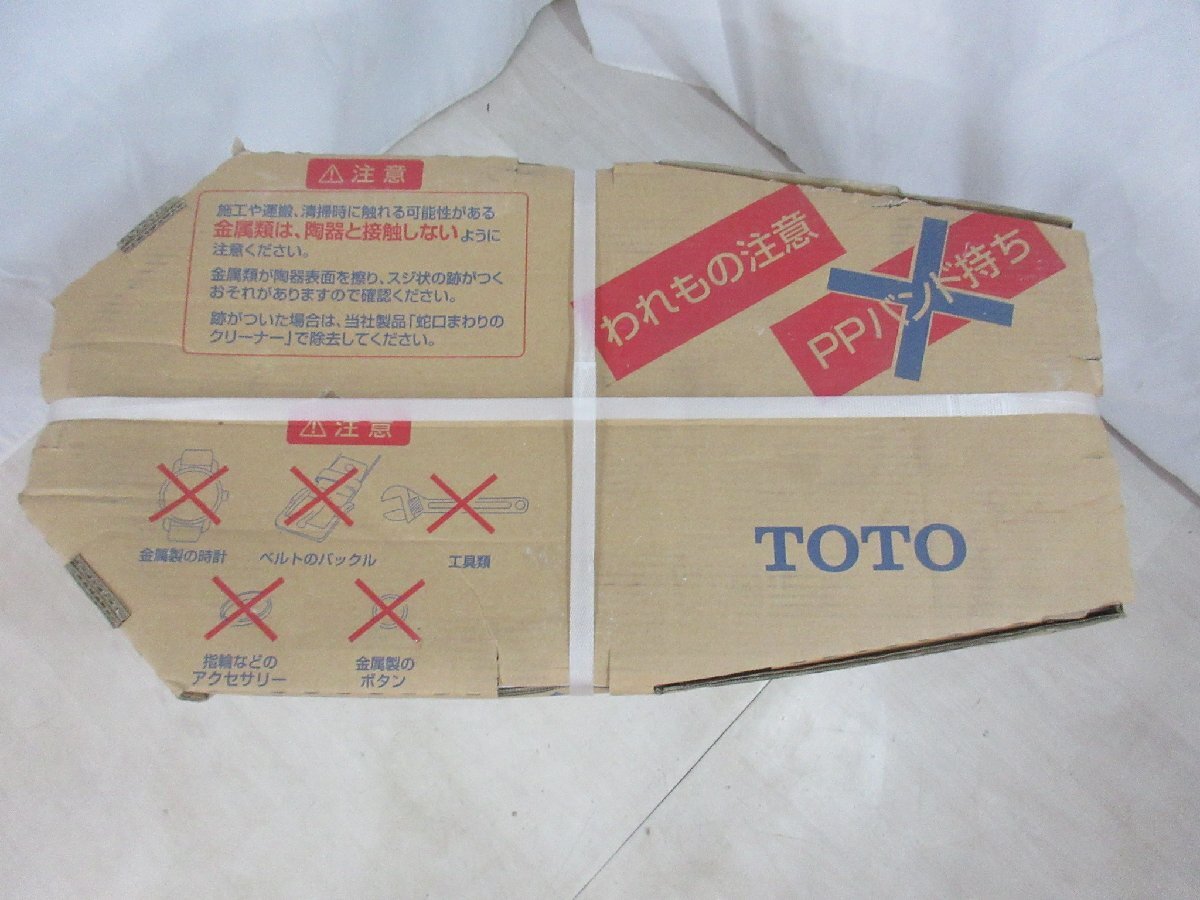 ⚠注意
施工や運搬、清掃時に触れる可能性がある
金属類は、陶器と接触しないように
注意ください。
金属類が陶器表面を擦り、スジ状の跡がつく
おそれがありますので確認ください。
跡がついた場合は、当社製品「蛇口まわりの
クリーナー」で除去してください。
われもの注意
PPバンド持ち
⚠注意
金属製の時計
ベルトのバックル
工具類
指輪などの
アクセサリー
金属製の
ボタン
TOTO